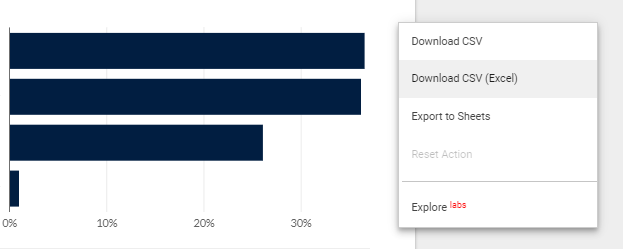 Download CSV
Download CSV (Excel)
Export to Sheets
Reset Action
Explore labs
0% 10% 20% 30%